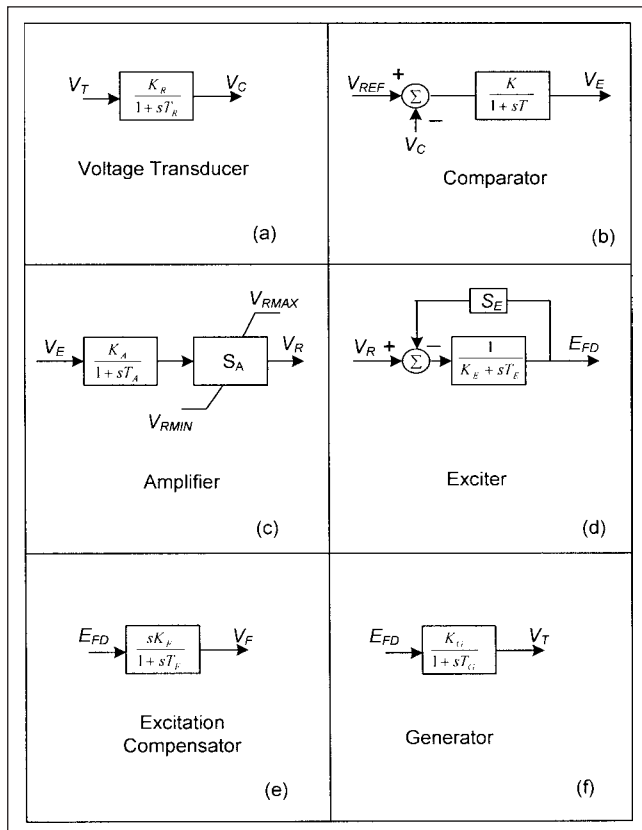 V_T K_R / 1 + sT_R V_C
Voltage Transducer
(a)
V_REF + Σ − V_C K / 1 + sT V_E
Comparator
(b)
V_E K_A / 1 + sT_A S_A V_RMAX V_RMIN V_R
Amplifier
(c)
V_R + Σ − S_E 1 / K_E + sT_E E_FD
Exciter
(d)
E_FD sK_F / 1 + sT_F V_F
Excitation
Compensator
(e)
E_FD K_G / 1 + sT_G V_T
Generator
(f)